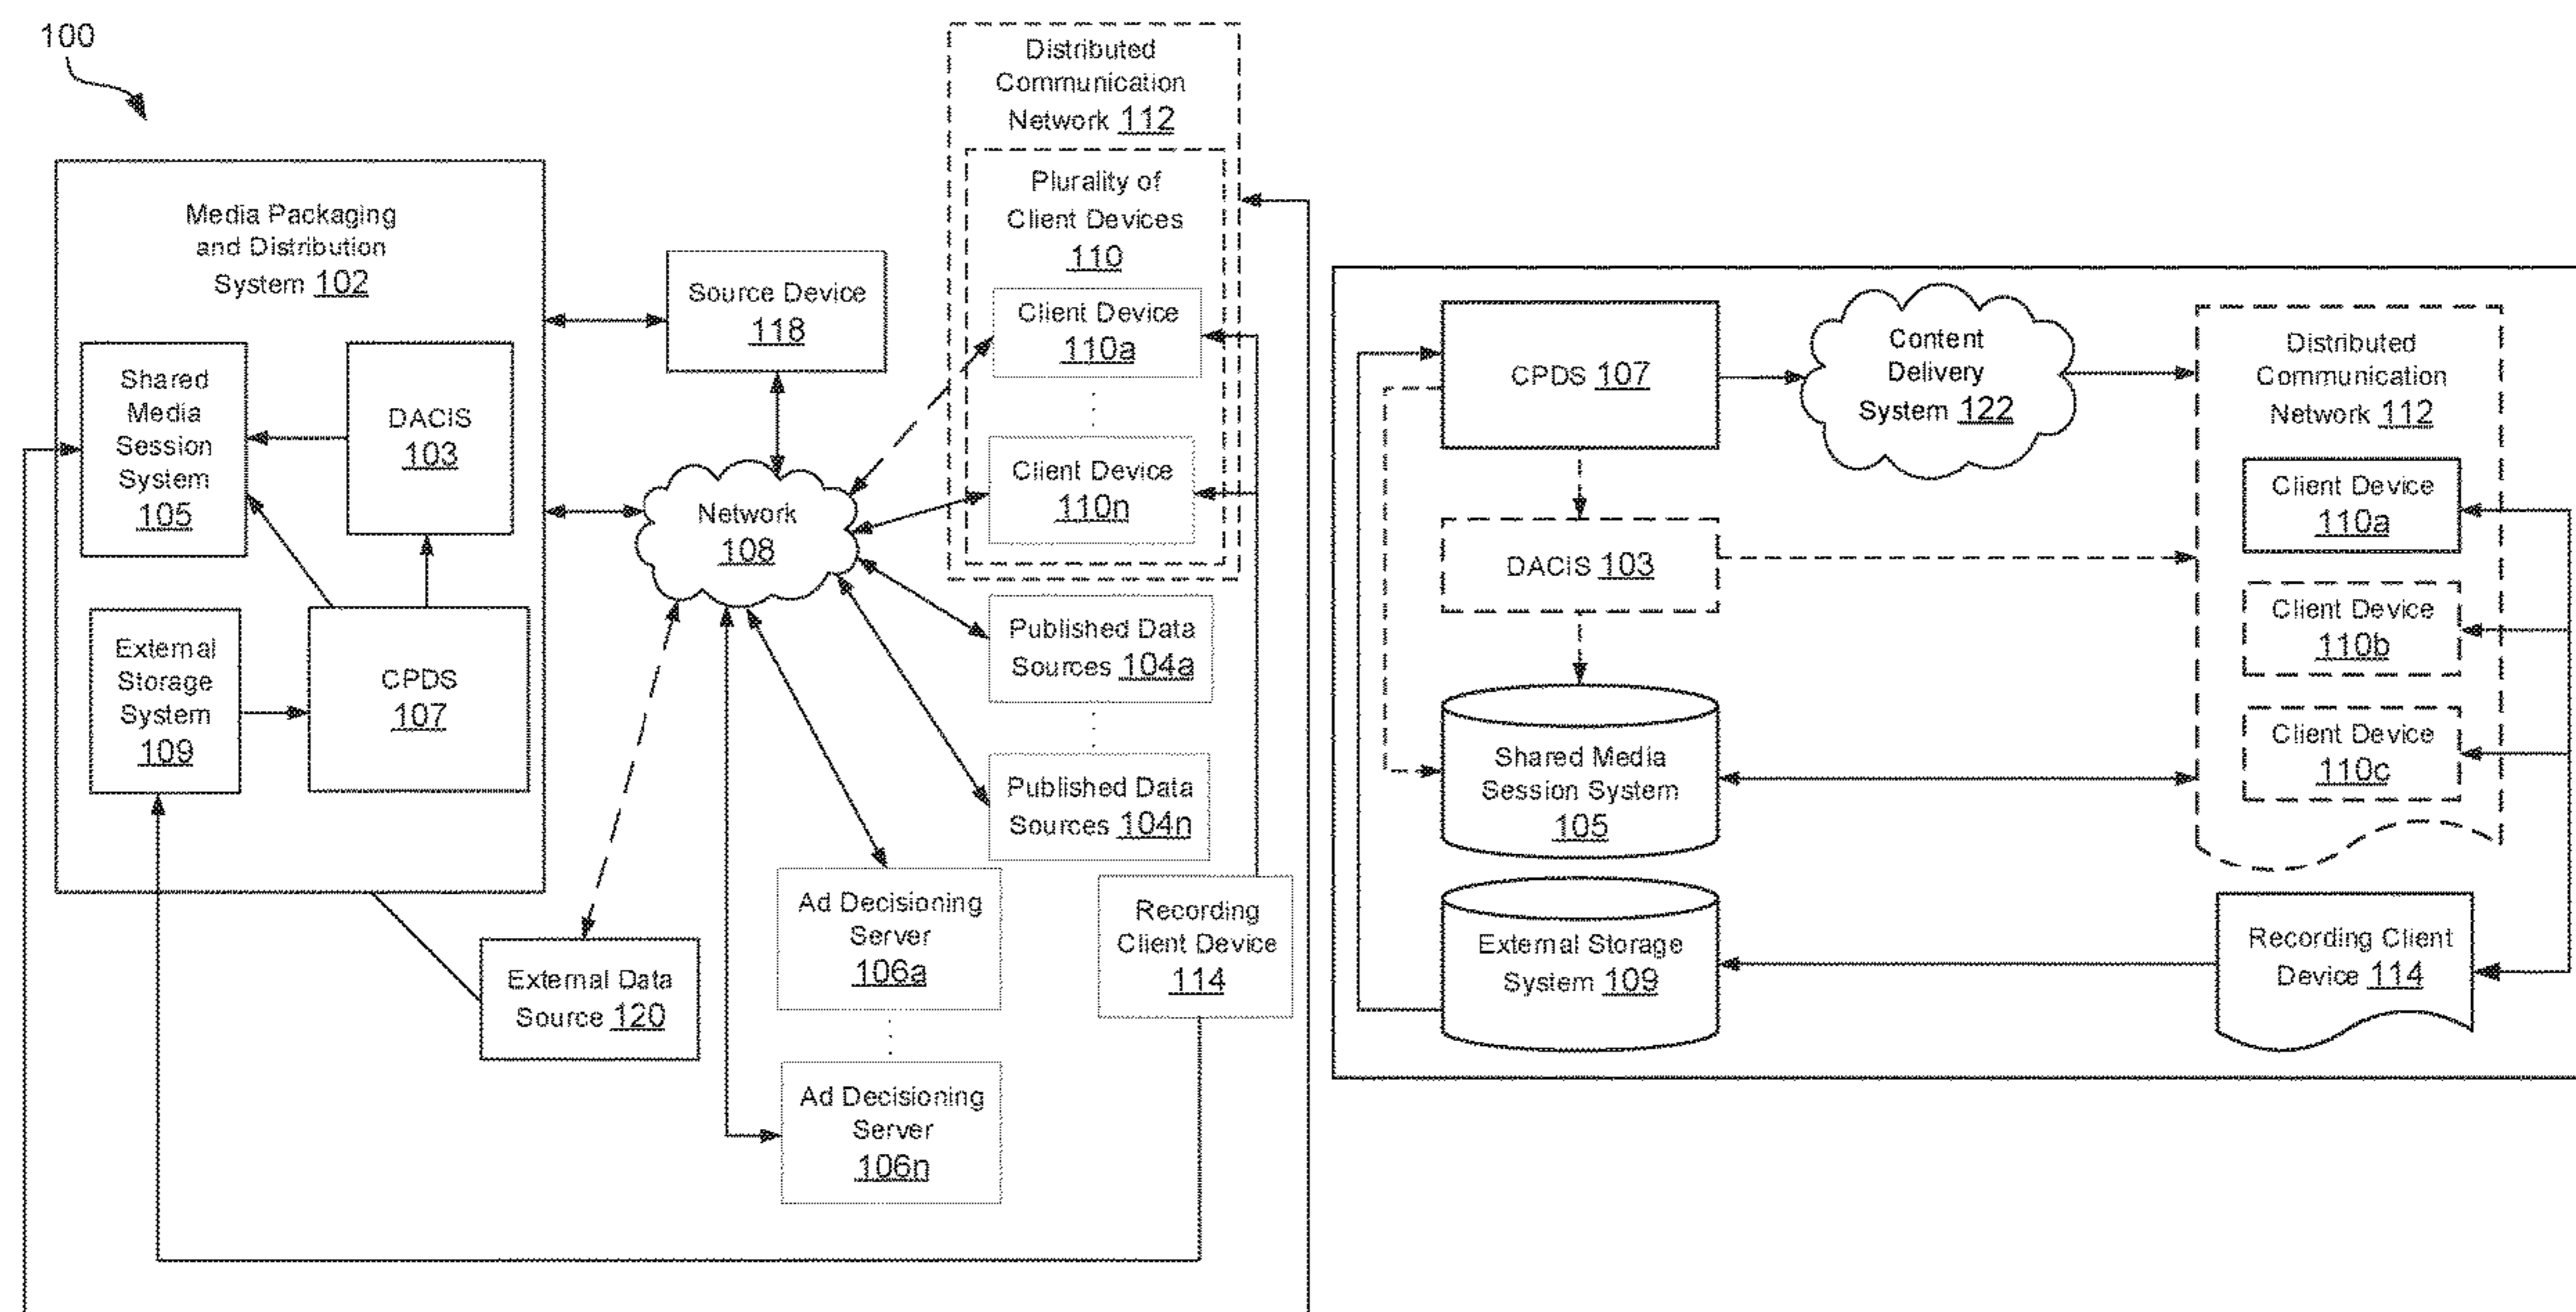 100
Media Packaging
and Distribution
System 102
Shared
Media
Session
System
105
DACIS
103
External
Storage
System
109
CPDS
107
Source Device
118
Network
108
Distributed
Communication
Network 112
Plurality of
Client Devices
110
Client Device
110a
Client Device
110n
Published Data
Sources 104a
Published Data
Sources 104n
External Data
Source 120
Ad Decisioning
Server
106a
Ad Decisioning
Server
106n
Recording
Client Device
114
CPDS 107
Content
Delivery
System 122
DACIS 103
Shared Media
Session System
105
External Storage
System 109
Distributed
Communication
Network 112
Client Device
110a
Client Device
110b
Client Device
110c
Recording Client
Device 114